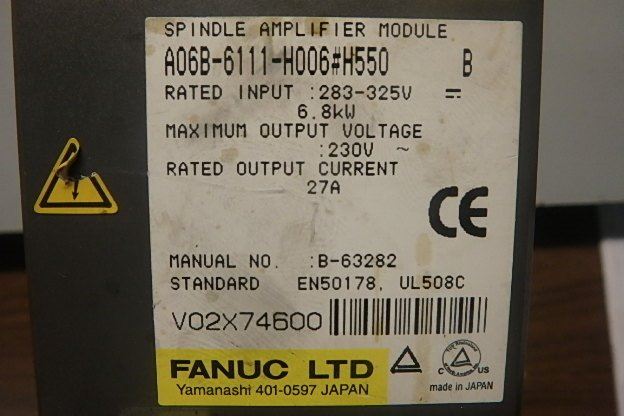 SPINDLE AMPLIFIER MODULE
A06B-6111-H006#H550 B
RATED INPUT :283-325V ⎓
6.8kW
MAXIMUM OUTPUT VOLTAGE
:230V ~
RATED OUTPUT CURRENT
27A
CE
MANUAL NO. :B-63282
STANDARD EN50178, UL508C
V02X74600
FANUC LTD
Yamanashi 401-0597 JAPAN
C US
made in JAPAN